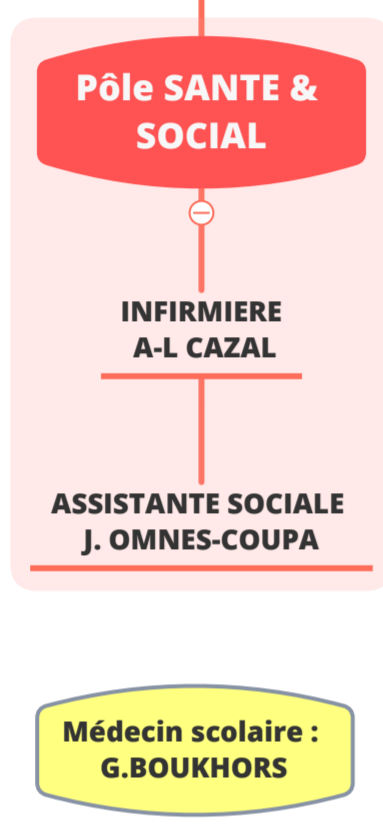 Pôle SANTE &
SOCIAL
INFIRMIERE
A-L CAZAL
ASSISTANTE SOCIALE
J. OMNES-COUPA
Médecin scolaire :
G.BOUKHORS